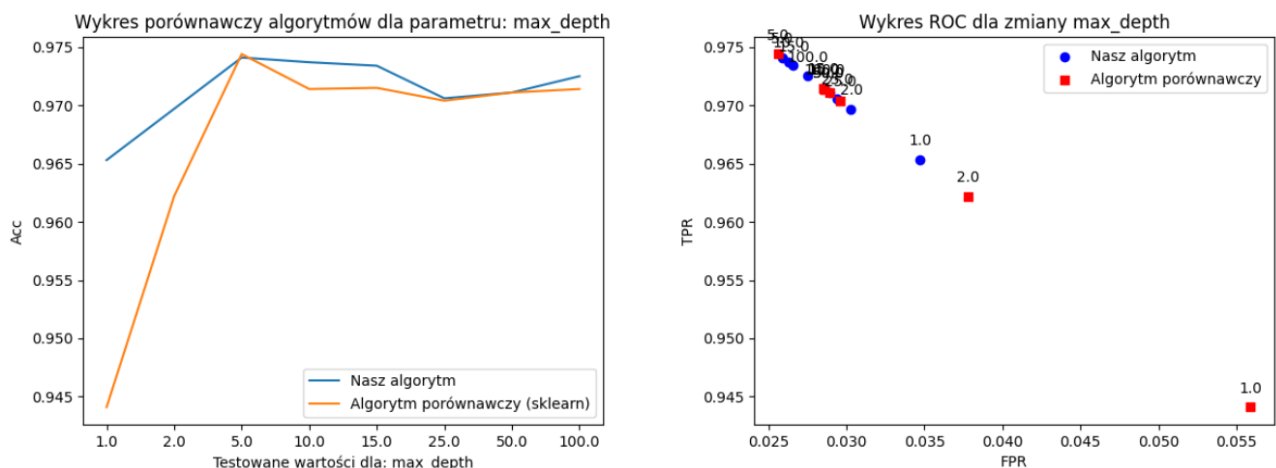 Wykres porównawczy algorytmów dla parametru: max_depth
0.975
0.970
0.965
0.960
0.955
0.950
0.945
Acc
Nasz algorytm
Algorytm porównawczy (sklearn)
1.0 2.0 5.0 10.0 15.0 25.0 50.0 100.0
Testowane wartości dla: max_depth
Wykres ROC dla zmiany max_depth
0.975
0.970
0.965
0.960
0.955
0.950
0.945
TPR
Nasz algorytm
Algorytm porównawczy
5.0
15.0
100.0
2.0
1.0
2.0
1.0
0.025 0.030 0.035 0.040 0.045 0.050 0.055
FPR